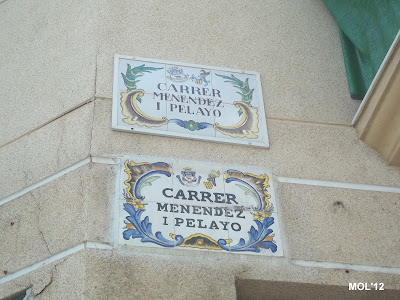 CARRER
MENENDEZ
I PELAYO
CARRER
MENENDEZ
I PELAYO
MOL'12